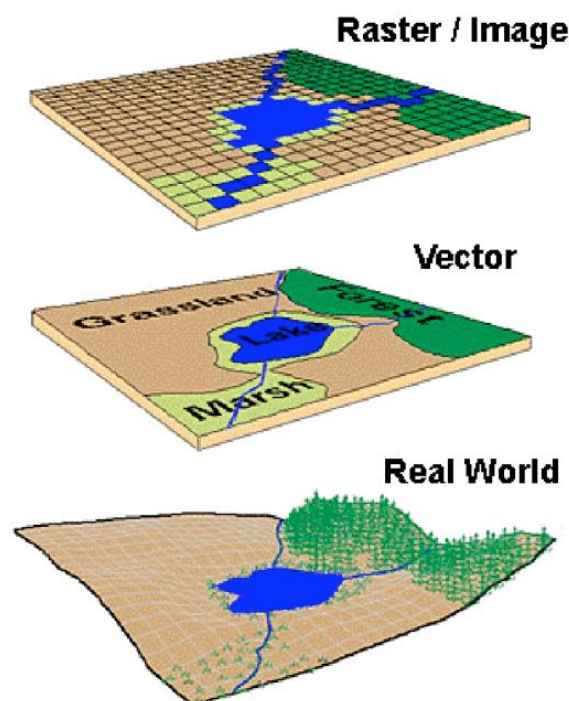 Raster / Image
Vector
Grassland
Forest
Lake
Marsh
Real World